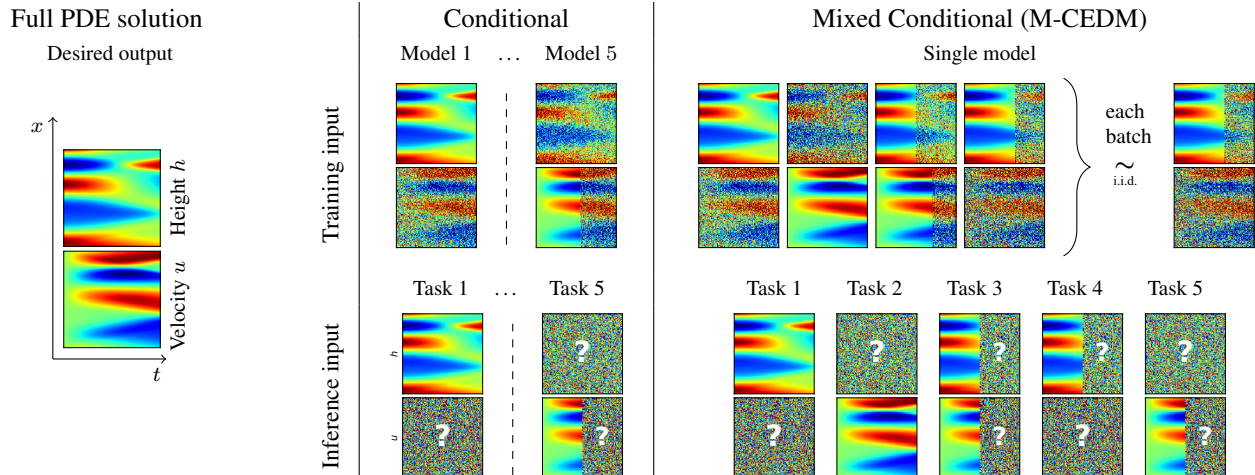 Full PDE solution
Desired output
x
Height h
Velocity u
t
Conditional
Model 1 ... Model 5
Training input
Task 1 ... Task 5
Inference input
h
?
u
? ?
Mixed Conditional (M-CEDM)
Single model
each
batch
~
i.i.d.
Task 1 Task 2 Task 3 Task 4 Task 5
? ? ? ?
? ? ? ?